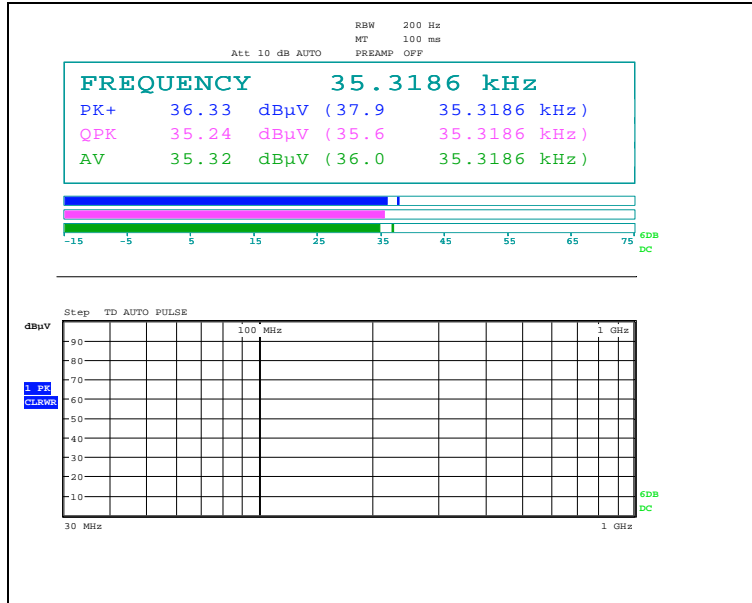 RBW 200 Hz
MT 100 ms
Att 10 dB AUTO PREAMP OFF
FREQUENCY 35.3186 kHz
PK+ 36.33 dBµV (37.9 35.3186 kHz)
QPK 35.24 dBµV (35.6 35.3186 kHz)
AV 35.32 dBµV (36.0 35.3186 kHz)
-15 -5 5 15 25 35 45 55 65 75
6DB
DC
Step TD AUTO PULSE
dBµV
100 MHz 1 GHz
90
80
70
1 PK
CLRWR
60
50
40
30
20
10
6DB
DC
30 MHz 1 GHz